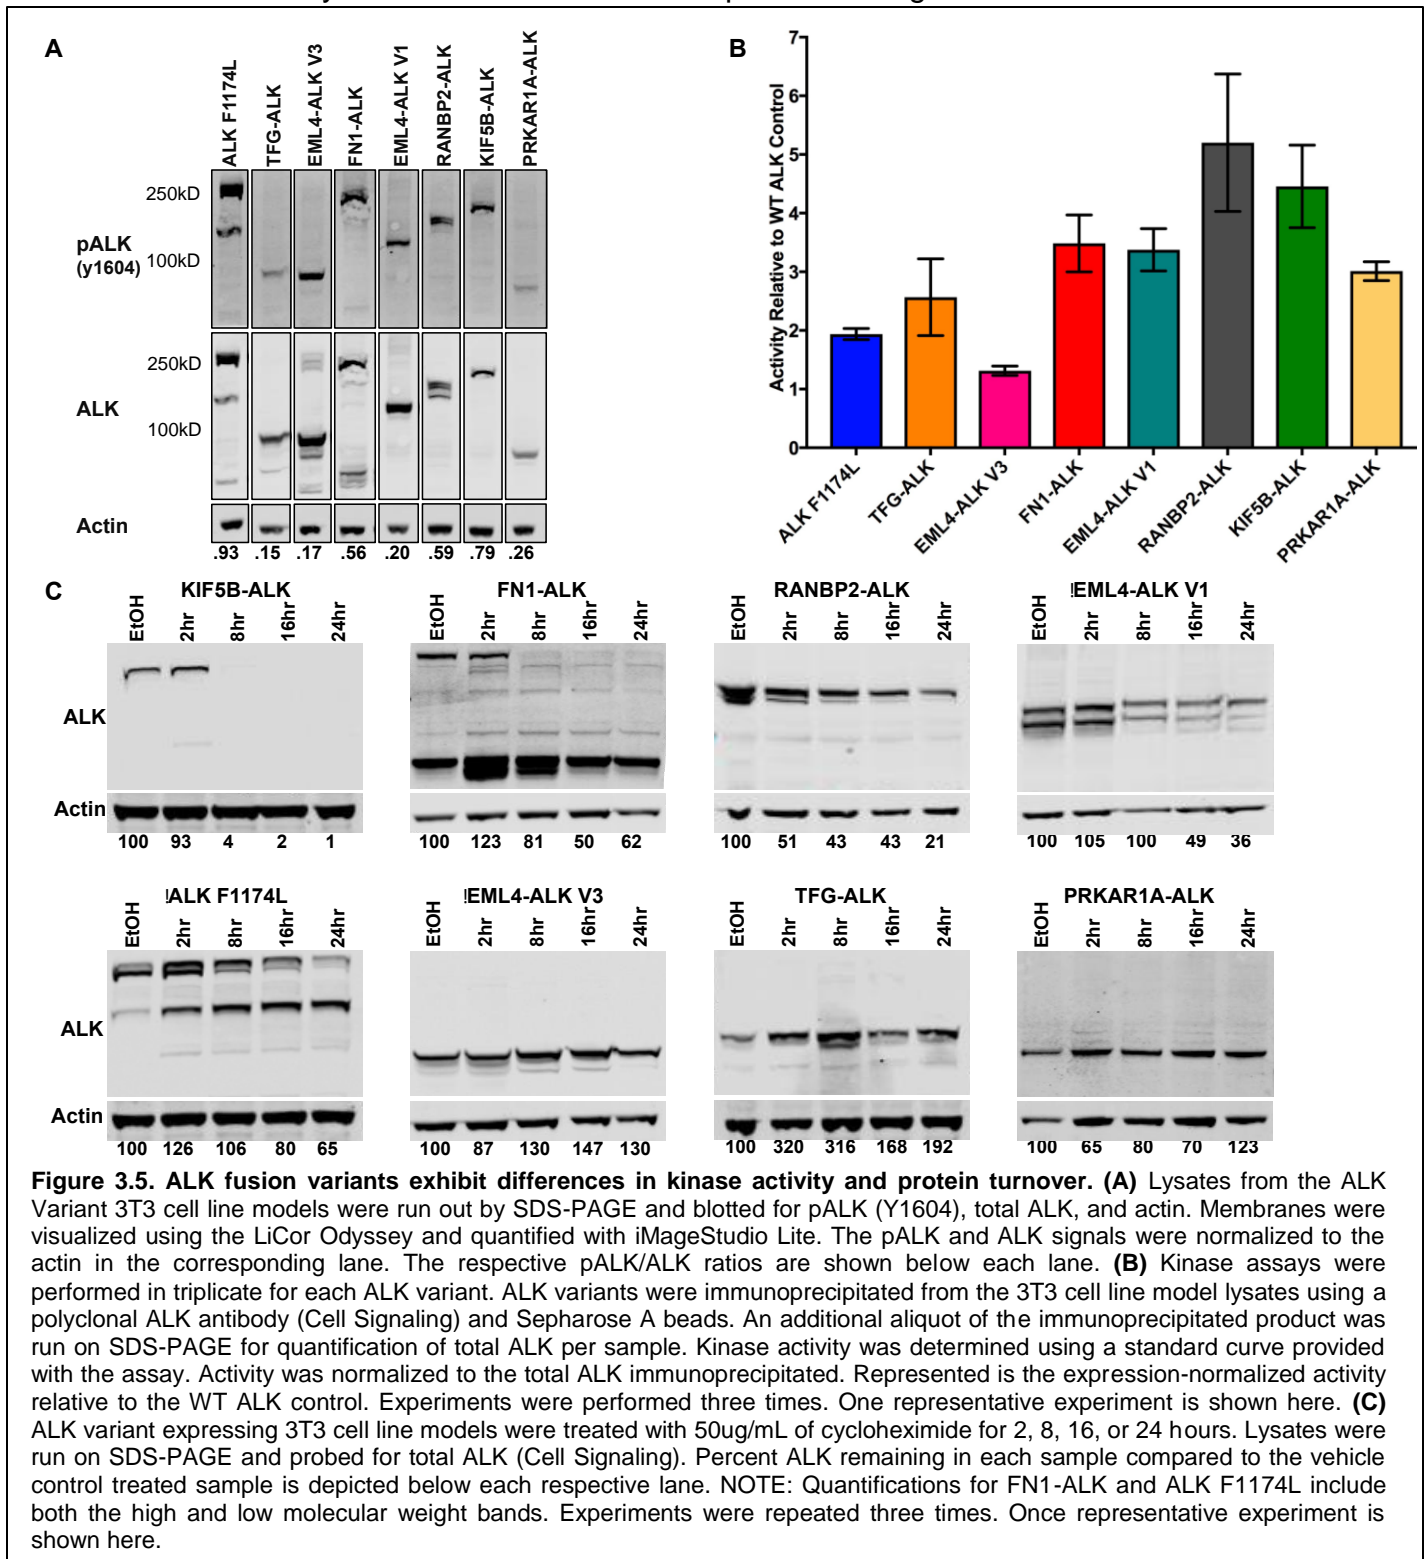 A
ALK F1174L
TFG-ALK
EML4-ALK V3
FN1-ALK
EML4-ALK V1
RANBP2-ALK
KIF5B-ALK
PRKAR1A-ALK
250kD
pALK
(y1604)
100kD
250kD
ALK
100kD
Actin
.93 .15 .17 .56 .20 .59 .79 .26
B
Activity Relative to WT ALK Control
7
6
5
4
3
2
1
0
ALK F1174L
TFG-ALK
EML4-ALK V3
FN1-ALK
EML4-ALK V1
RANBP2-ALK
KIF5B-ALK
PRKAR1A-ALK
C
KIF5B-ALK
EtOH 2hr 8hr 16hr 24hr
ALK
Actin
100 93 4 2 1
FN1-ALK
EtOH 2hr 8hr 16hr 24hr
100 123 81 50 62
RANBP2-ALK
EtOH 2hr 8hr 16hr 24hr
100 51 43 43 21
EML4-ALK V1
EtOH 2hr 8hr 16hr 24hr
100 105 100 49 36
ALK F1174L
EtOH 2hr 8hr 16hr 24hr
ALK
Actin
100 126 106 80 65
EML4-ALK V3
EtOH 2hr 8hr 16hr 24hr
100 87 130 147 130
TFG-ALK
EtOH 2hr 8hr 16hr 24hr
100 320 316 168 192
PRKAR1A-ALK
EtOH 2hr 8hr 16hr 24hr
100 65 80 70 123
Figure 3.5. ALK fusion variants exhibit differences in kinase activity and protein turnover. (A) Lysates from the ALK
Variant 3T3 cell line models were run out by SDS-PAGE and blotted for pALK (Y1604), total ALK, and actin. Membranes were
visualized using the LiCor Odyssey and quantified with iMageStudio Lite. The pALK and ALK signals were normalized to the
actin in the corresponding lane. The respective pALK/ALK ratios are shown below each lane. (B) Kinase assays were
performed in triplicate for each ALK variant. ALK variants were immunoprecipitated from the 3T3 cell line model lysates using a
polyclonal ALK antibody (Cell Signaling) and Sepharose A beads. An additional aliquot of the immunoprecipitated product was
run on SDS-PAGE for quantification of total ALK per sample. Kinase activity was determined using a standard curve provided
with the assay. Activity was normalized to the total ALK immunoprecipitated. Represented is the expression-normalized activity
relative to the WT ALK control. Experiments were performed three times. One representative experiment is shown here. (C)
ALK variant expressing 3T3 cell line models were treated with 50ug/mL of cycloheximide for 2, 8, 16, or 24 hours. Lysates were
run on SDS-PAGE and probed for total ALK (Cell Signaling). Percent ALK remaining in each sample compared to the vehicle
control treated sample is depicted below each respective lane. NOTE: Quantifications for FN1-ALK and ALK F1174L include
both the high and low molecular weight bands. Experiments were repeated three times. Once representative experiment is
shown here.